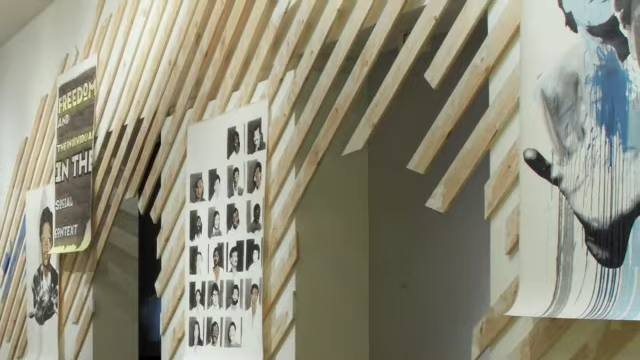 FREEDOM
AND
THE INDIVIDUAL
IN THE
SOCIAL
CONTEXT